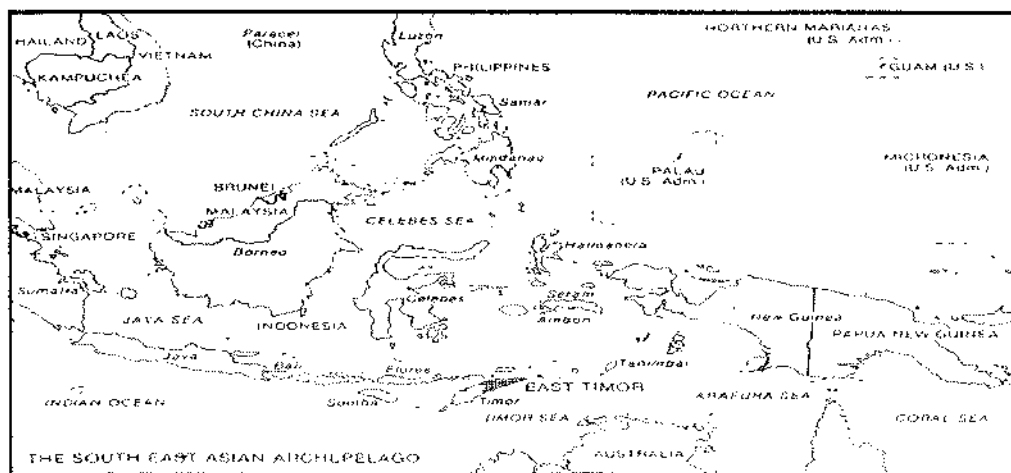 NORTHERN MARIANAS
(U.S. Adm.)
Paracel
(China)
Luzon
LAOS
HAILAND
VIETNAM
KAMPUCHEA
PHILIPPINES
GUAM (U.S.)
Samar
PACIFIC OCEAN
SOUTH CHINA SEA
Mindanao
MICRONESIA
(U.S. Adm.)
PALAU
(U.S. Adm.)
MALAYSIA
BRUNEI
MALAYSIA
CELEBES SEA
SINGAPORE
Borneo
Halmahera
Sumatra
Celebes
Seram
Ambon
JAVA SEA
INDONESIA
New Guinea
PAPUA NEW GUINEA
Java
Bali
Flores
Tanimbar
EAST TIMOR
INDIAN OCEAN
Sumba
Timor
ARAFURA SEA
TIMOR SEA
CORAL SEA
AUSTRALIA
THE SOUTH EAST ASIAN ARCHIPELAGO